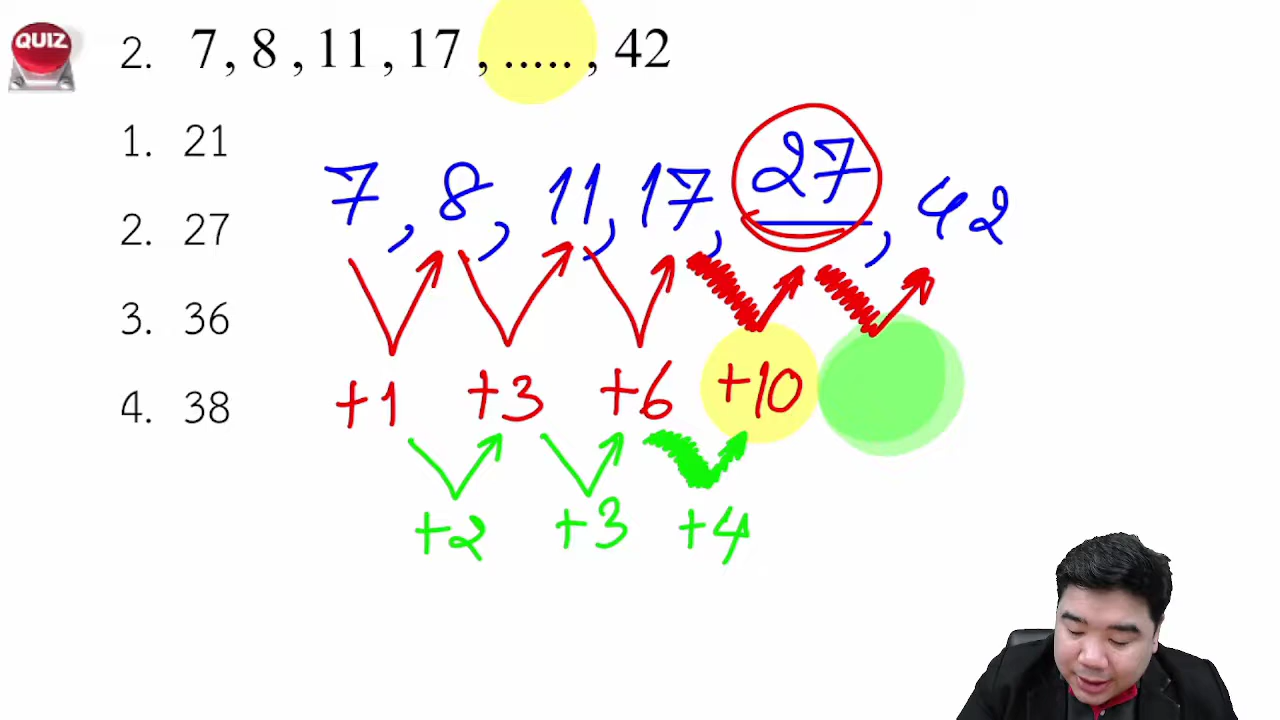 QUIZ
2. 7, 8, 11, 17, ....., 42
1. 21
2. 27
3. 36
4. 38
7, 8, 11, 17, 27, 42
+1 +3 +6 +10
+2 +3 +4